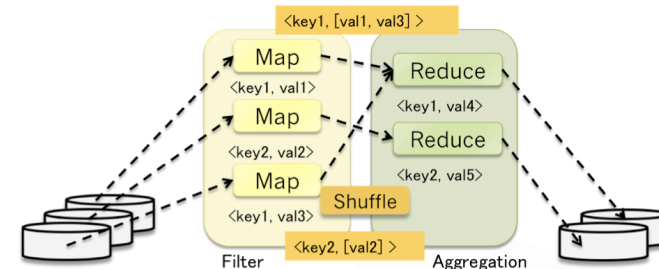 <key1, [val1, val3] >
Map
<key1, val1>
Map
<key2, val2>
Map
<key1, val3>
Shuffle
<key2, [val2] >
Filter
Reduce
<key1, val4>
Reduce
<key2, val5>
Aggregation